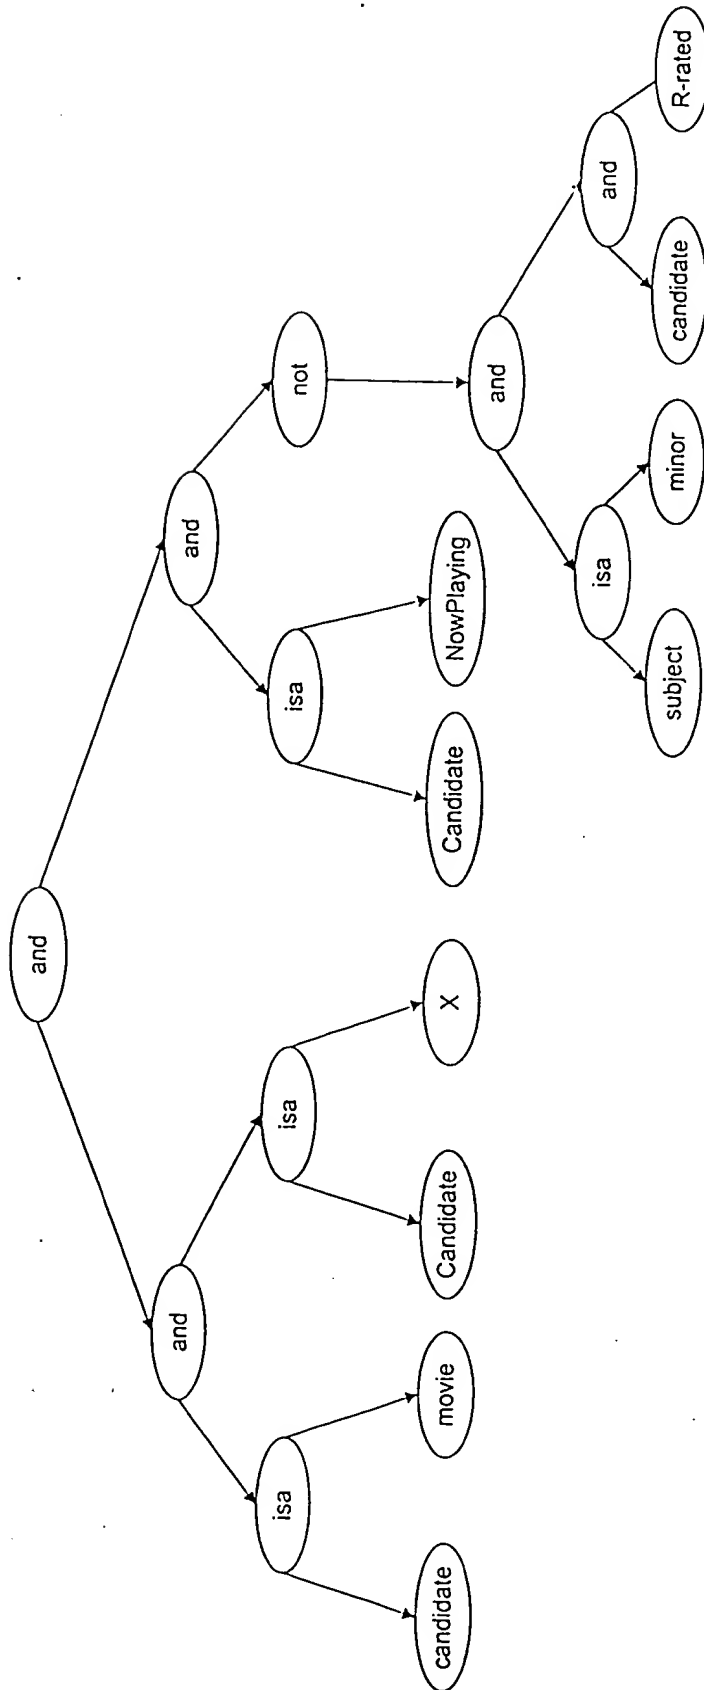 and
and
and
isa
isa
isa
not
candidate
movie
Candidate
X
Candidate
NowPlaying
and
isa
and
subject
minor
candidate
R-rated